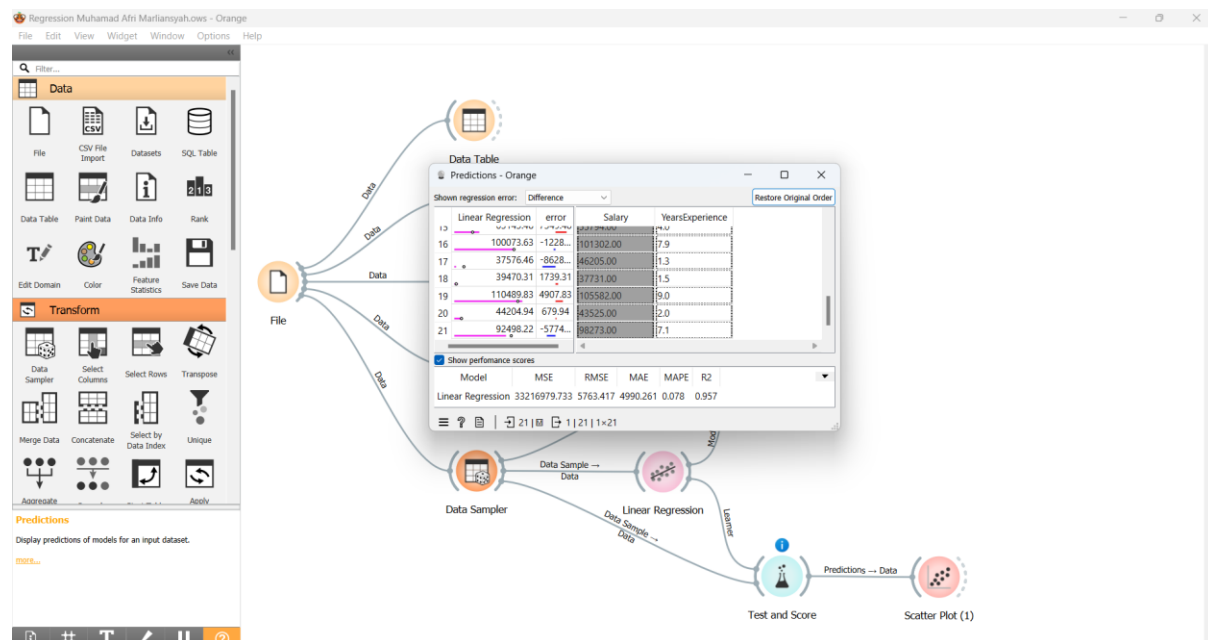 Regression Muhamad Afri Marliansyah.ows - Orange
File Edit View Widget Window Options Help
Filter...
Data
File
CSV File Import
Datasets
SQL Table
Data Table
Paint Data
Data Info
Rank
Edit Domain
Color
Feature Statistics
Save Data
Transform
Data Sampler
Select Columns
Select Rows
Transpose
Merge Data
Concatenate
Select by Data Index
Unique
Aggregate
Apply
Predictions
Display predictions of models for an input dataset.
more...
Data Table
Data
Data
Data
Data
Data
File
Predictions - Orange
Shown regression error: Difference
Restore Original Order
Linear Regression error Salary YearsExperience
15 4.0
16 100073.63 -1228... 101302.00 7.9
17 37576.46 -8628... 46205.00 1.3
18 39470.31 1739.31 37731.00 1.5
19 110489.83 4907.83 105582.00 9.0
20 44204.94 679.94 43525.00 2.0
21 92498.22 -5774... 98273.00 7.1
Show perfomance scores
Model MSE RMSE MAE MAPE R2
Linear Regression 33216979.733 5763.417 4990.261 0.078 0.957
21 | 1 | 21 | 1×21
Data Sampler
Data Sample → Data
Linear Regression
Data Sample → Data
Learner
Test and Score
Predictions → Data
Scatter Plot (1)